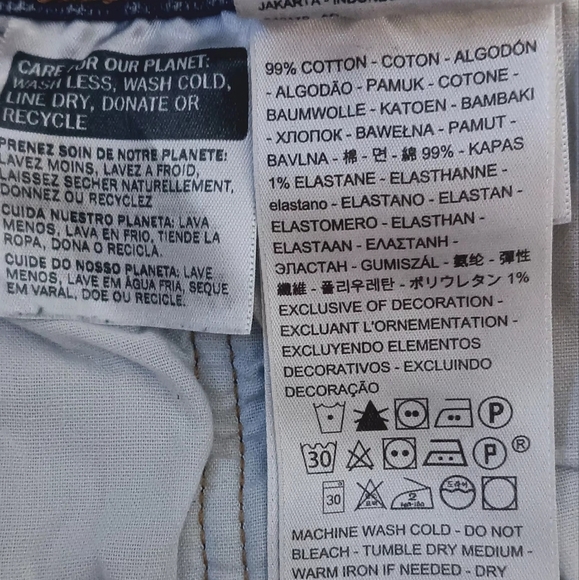 JAKARTA - INDONES
CARE FOR OUR PLANET:
WASH LESS, WASH COLD,
LINE DRY, DONATE OR
RECYCLE
PRENEZ SOIN DE NOTRE PLANETE:
LAVEZ MOINS, LAVEZ A FROID,
LAISSEZ SECHER NATURELLEMENT,
DONNEZ OU RECYCLEZ
CUIDA NUESTRO PLANETA: LAVA
MENOS, LAVA EN FRIO, TIENDE LA
ROPA, DONA O RECICLA.
CUIDE DO NOSSO PLANETA: LAVE
MENOS, LAVE EM ÁGUA FRIA, SEQUE
EM VARAL, DOE OU RECICLE.
99% COTTON - COTON - ALGODÓN
- ALGODÃO - PAMUK - COTONE -
BAUMWOLLE - KATOEN - BAMBAKI
- ХЛОПОК - BAWEŁNA - PAMUT -
BAVLNA - 棉 - 면 - 綿 99% - KAPAS
1% ELASTANE - ELASTHANNE -
elastano - ELASTANO - ELASTAN -
ELASTOMERO - ELASTHAN -
ELASTAAN - ΕΛΑΣΤΑΝΗ -
ЭЛАСТАН - GUMISZÁL - 氨纶 - 彈性
纖維 - 폴리우레탄 - ポリウレタン 1%
EXCLUSIVE OF DECORATION -
EXCLUANT L'ORNEMENTATION -
EXCLUYENDO ELEMENTOS
DECORATIVOS - EXCLUINDO
DECORAÇÃO
P
30 P ®
30 2 드라이
MACHINE WASH COLD - DO NOT
BLEACH - TUMBLE DRY MEDIUM -
WARM IRON IF NEEDED - DRY